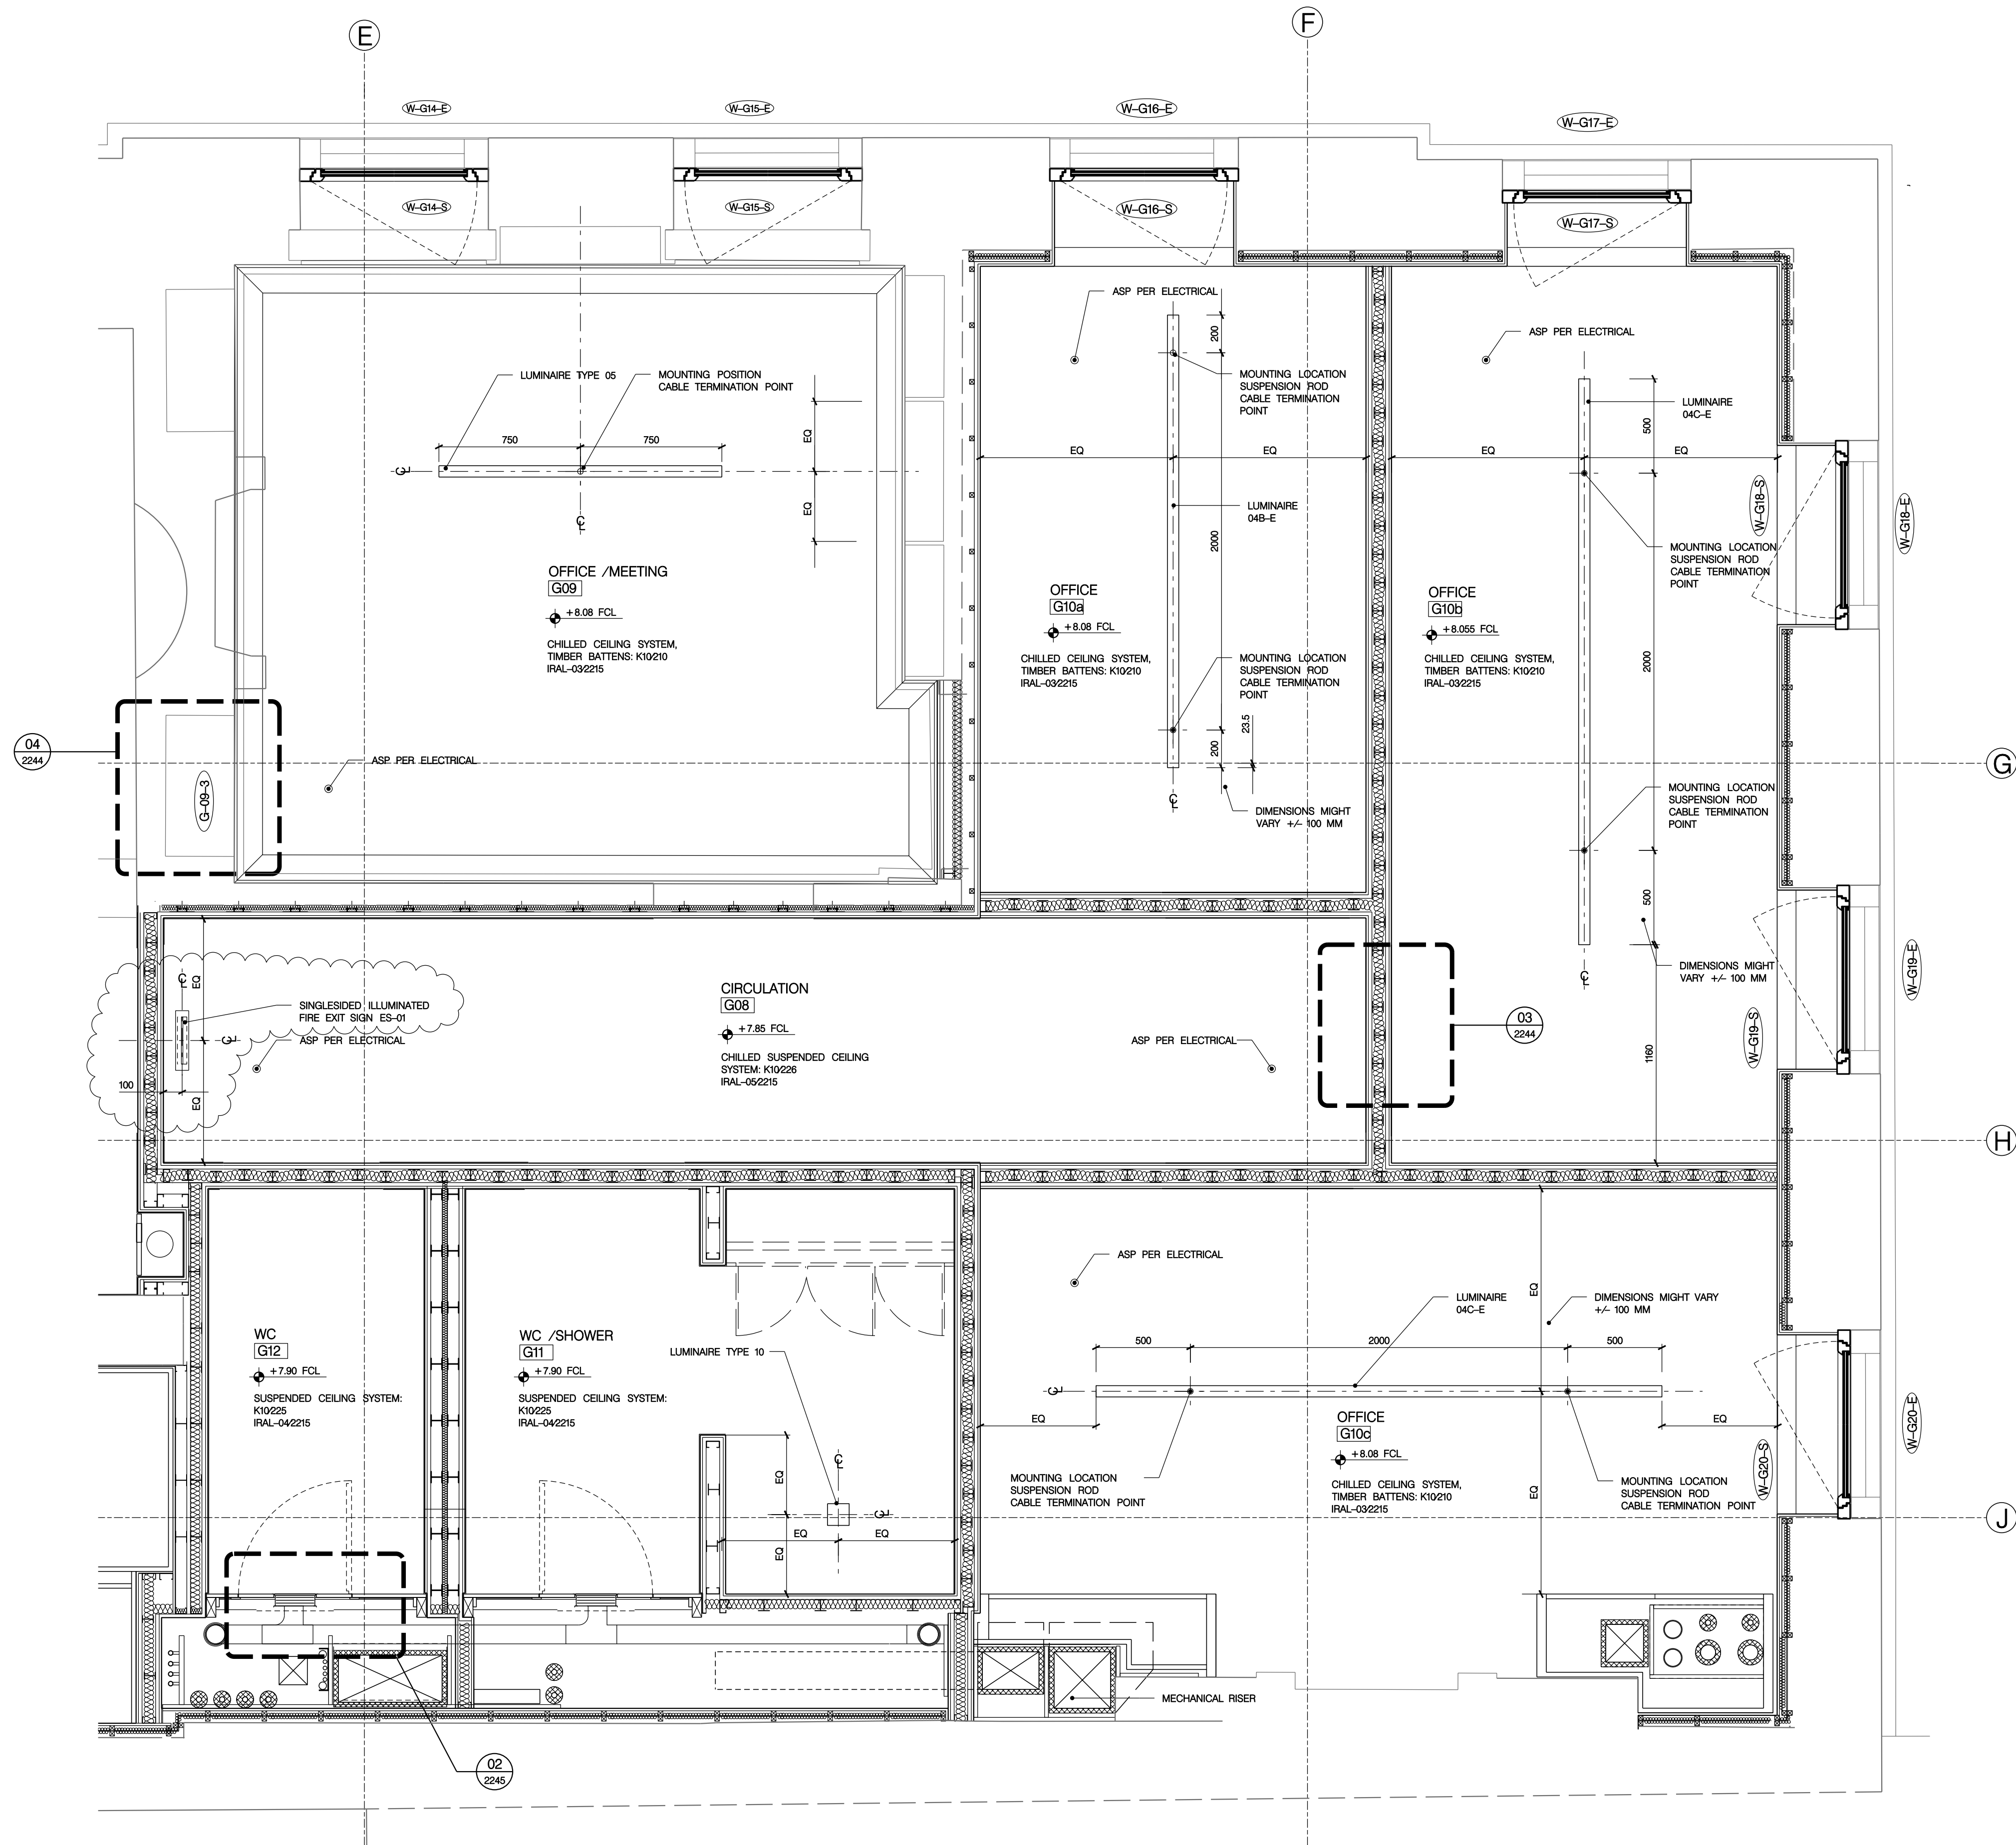 E
F
W-G14-E
W-G15-E
W-G16-E
W-G17-E
W-G14-S
W-G15-S
W-G16-S
W-G17-S
ASP PER ELECTRICAL
200
ASP PER ELECTRICAL
LUMINAIRE TYPE 05
MOUNTING POSITION
CABLE TERMINATION POINT
MOUNTING LOCATION
SUSPENSION ROD
CABLE TERMINATION
POINT
LUMINAIRE
04C-E
500
750
750
EQ
EQ
EQ
EQ
EQ
EQ
CL
CL
LUMINAIRE
04B-E
2000
W-G18-S
W-G18-E
MOUNTING LOCATION
SUSPENSION ROD
CABLE TERMINATION
POINT
OFFICE /MEETING
G09
+8.08 FCL
CHILLED CEILING SYSTEM,
TIMBER BATTENS: K10/210
IRAL-03/2215
OFFICE
G10a
+8.08 FCL
CHILLED CEILING SYSTEM,
TIMBER BATTENS: K10/210
IRAL-03/2215
OFFICE
G10b
+8.055 FCL
CHILLED CEILING SYSTEM,
TIMBER BATTENS: K10/210
IRAL-03/2215
2000
MOUNTING LOCATION
SUSPENSION ROD
CABLE TERMINATION
POINT
23.5
200
04
2244
G-09-3
ASP PER ELECTRICAL
G
CL
DIMENSIONS MIGHT
VARY +/- 100 MM
MOUNTING LOCATION
SUSPENSION ROD
CABLE TERMINATION
POINT
500
DIMENSIONS MIGHT
VARY +/- 100 MM
CL
W-G19-E
W-G19-S
1160
CL
EQ
SINGLESIDED ILLUMINATED
FIRE EXIT SIGN ES-01
CL
ASP PER ELECTRICAL
100
EQ
CIRCULATION
G08
+7.85 FCL
CHILLED SUSPENDED CEILING
SYSTEM: K10/226
IRAL-05/2215
ASP PER ELECTRICAL
03
2244
H
ASP PER ELECTRICAL
EQ
LUMINAIRE
04C-E
DIMENSIONS MIGHT VARY
+/- 100 MM
WC
G12
+7.90 FCL
SUSPENDED CEILING SYSTEM:
K10/225
IRAL-04/2215
WC /SHOWER
G11
+7.90 FCL
SUSPENDED CEILING SYSTEM:
K10/225
IRAL-04/2215
LUMINAIRE TYPE 10
500
2000
500
CL
EQ
EQ
OFFICE
G10c
+8.08 FCL
CHILLED CEILING SYSTEM,
TIMBER BATTENS: K10/210
IRAL-03/2215
W-G20-E
W-G20-S
MOUNTING LOCATION
SUSPENSION ROD
CABLE TERMINATION POINT
MOUNTING LOCATION
SUSPENSION ROD
CABLE TERMINATION POINT
EQ
CL
EQ
CL
EQ
EQ
EQ
J
MECHANICAL RISER
02
2245